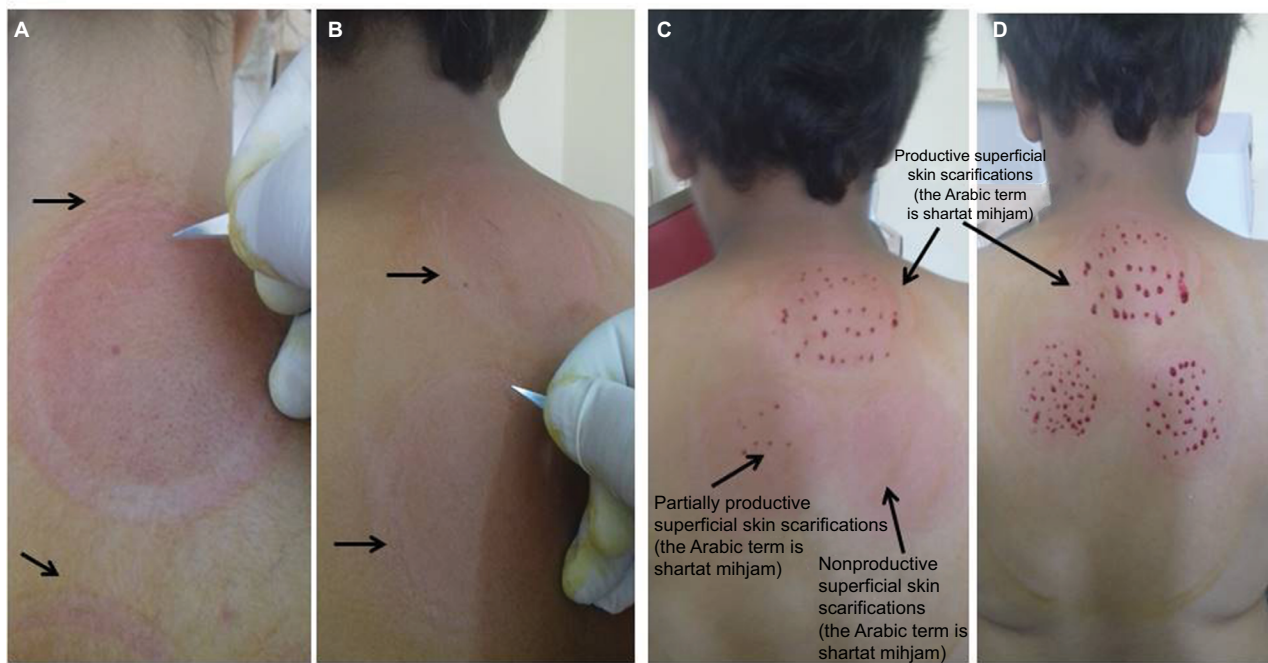 A
B
C
D
Productive superficial
skin scarifications
(the Arabic term
is shartat mihjam)
Partially productive
superficial skin scarifications
(the Arabic term is
shartat mihjam)
Nonproductive
superficial skin
scarifications
(the Arabic term is
shartat mihjam)